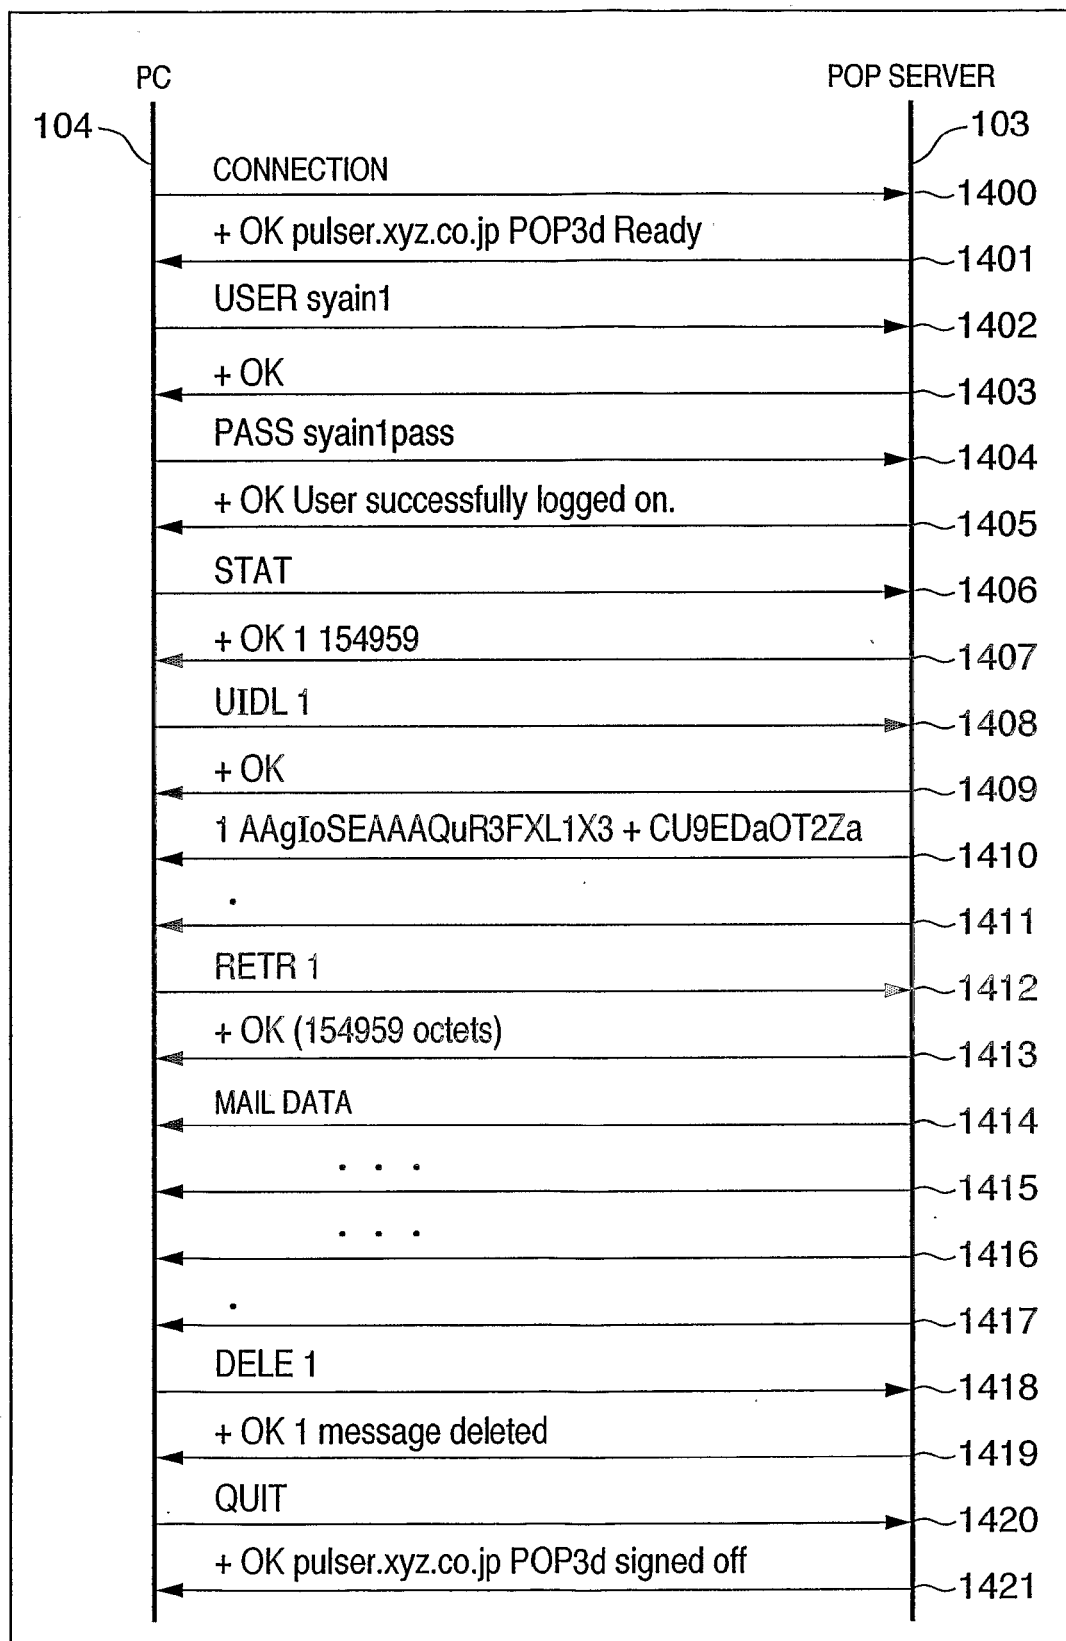 PC POP SERVER
104 103
CONNECTION 1400
+ OK pulser.xyz.co.jp POP3d Ready 1401
USER syain1 1402
+ OK 1403
PASS syain1pass 1404
+ OK User successfully logged on. 1405
STAT 1406
+ OK 1 154959 1407
UIDL 1 1408
+ OK 1409
1 AAgIoSEAAAQuR3FXL1X3 + CU9EDaOT2Za 1410
. 1411
RETR 1 1412
+ OK (154959 octets) 1413
MAIL DATA 1414
. . . 1415
. . . 1416
. 1417
DELE 1 1418
+ OK 1 message deleted 1419
QUIT 1420
+ OK pulser.xyz.co.jp POP3d signed off 1421